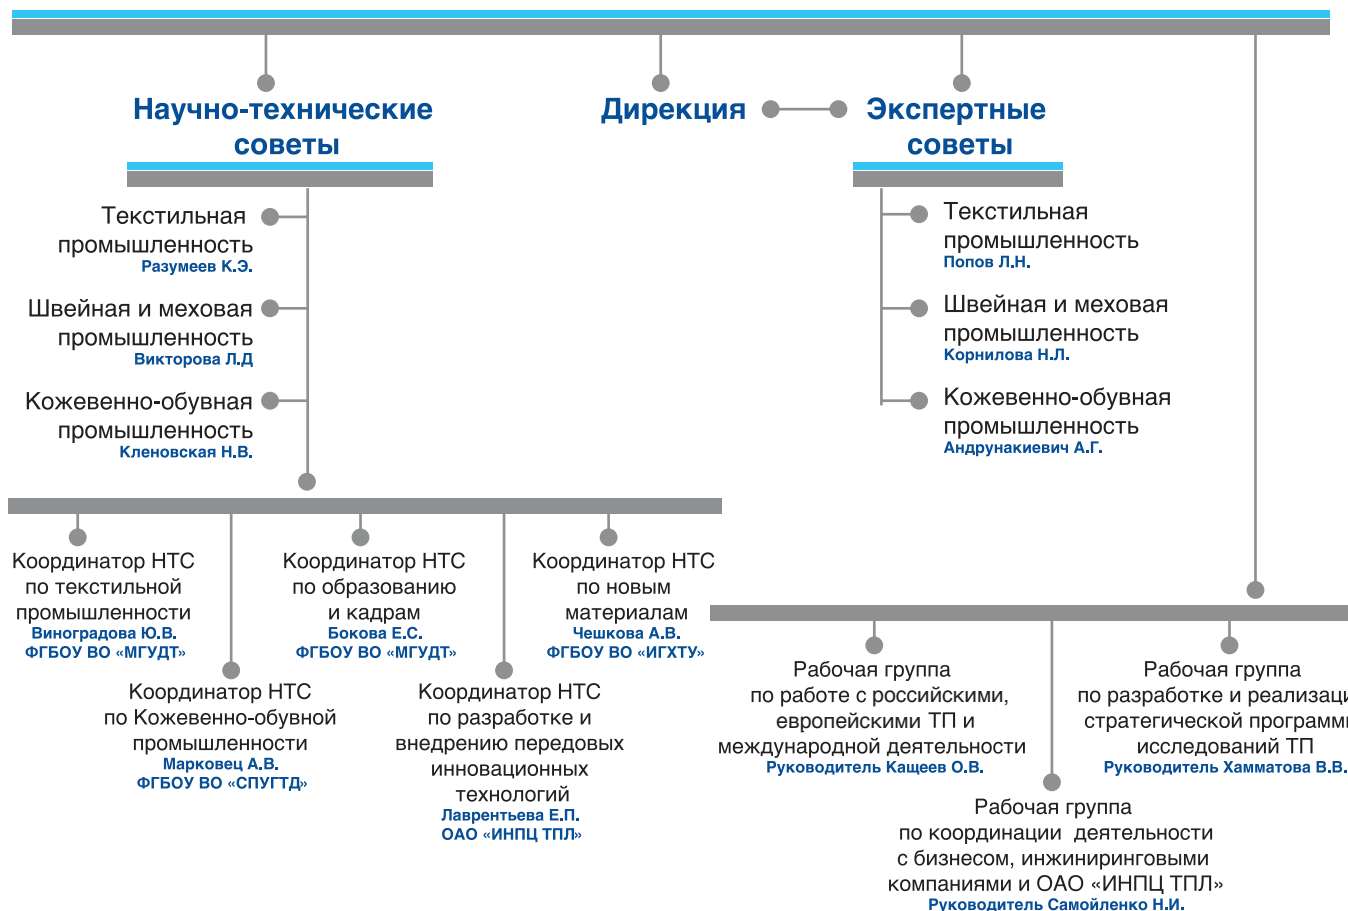 Научно-технические
советы
Дирекция
Экспертные
советы
Текстильная
промышленность
Разумеев К.Э.
Швейная и меховая
промышленность
Викторова Л.Д
Кожевенно-обувная
промышленность
Кленовская Н.В.
Текстильная
промышленность
Попов Л.Н.
Швейная и меховая
промышленность
Корнилова Н.Л.
Кожевенно-обувная
промышленность
Андрунакиевич А.Г.
Координатор НТС
по текстильной
промышленности
Виноградова Ю.В.
ФГБОУ ВО «МГУДТ»
Координатор НТС
по Кожевенно-обувной
промышленности
Марковец А.В.
ФГБОУ ВО «СПУГТД»
Координатор НТС
по образованию
и кадрам
Бокова Е.С.
ФГБОУ ВО «МГУДТ»
Координатор НТС
по разработке и
внедрению передовых
инновационных
технологий
Лаврентьева Е.П.
ОАО «ИНПЦ ТПЛ»
Координатор НТС
по новым
материалам
Чешкова А.В.
ФГБОУ ВО «ИГХТУ»
Рабочая группа
по работе с российскими,
европейскими ТП и
международной деятельности
Руководитель Кащеев О.В.
Рабочая группа
по координации деятельности
с бизнесом, инжиниринговыми
компаниями и ОАО «ИНПЦ ТПЛ»
Руководитель Самойленко Н.И.
Рабочая группа
по разработке и реализаци
стратегической программ
исследований ТП
Руководитель Хамматова В.В.